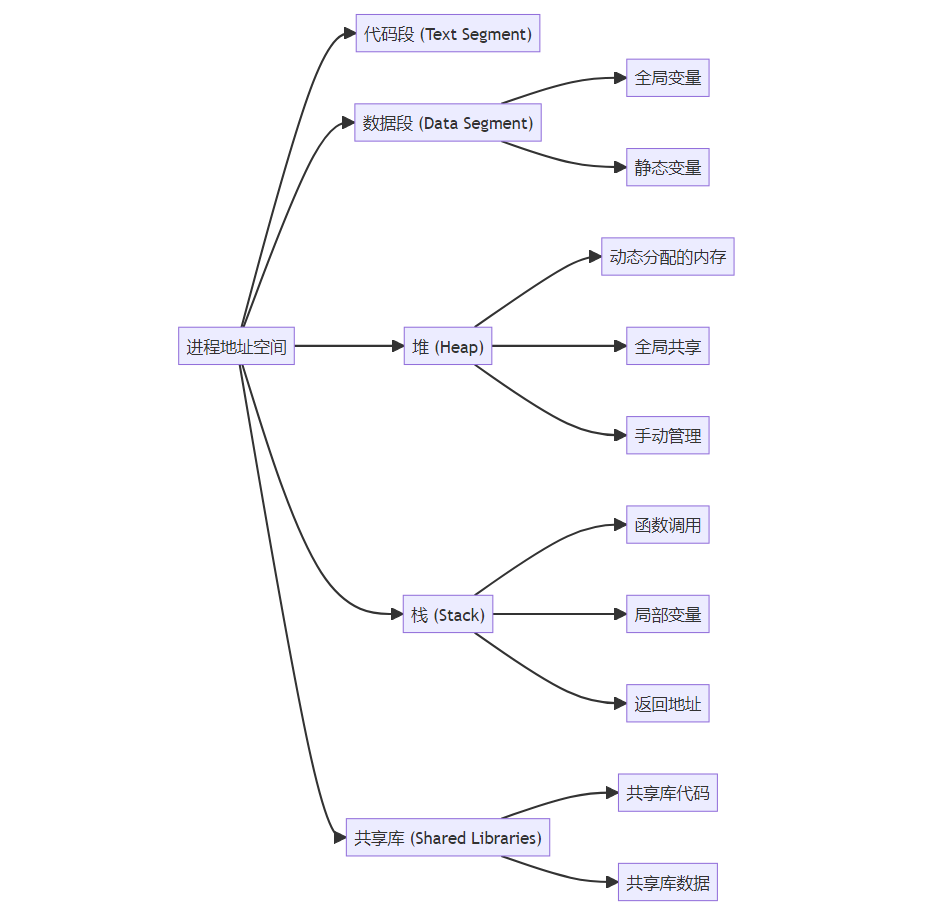 代码段 (Text Segment)
全局变量
数据段 (Data Segment)
静态变量
动态分配的内存
进程地址空间
堆 (Heap)
全局共享
手动管理
函数调用
栈 (Stack)
局部变量
返回地址
共享库代码
共享库 (Shared Libraries)
共享库数据